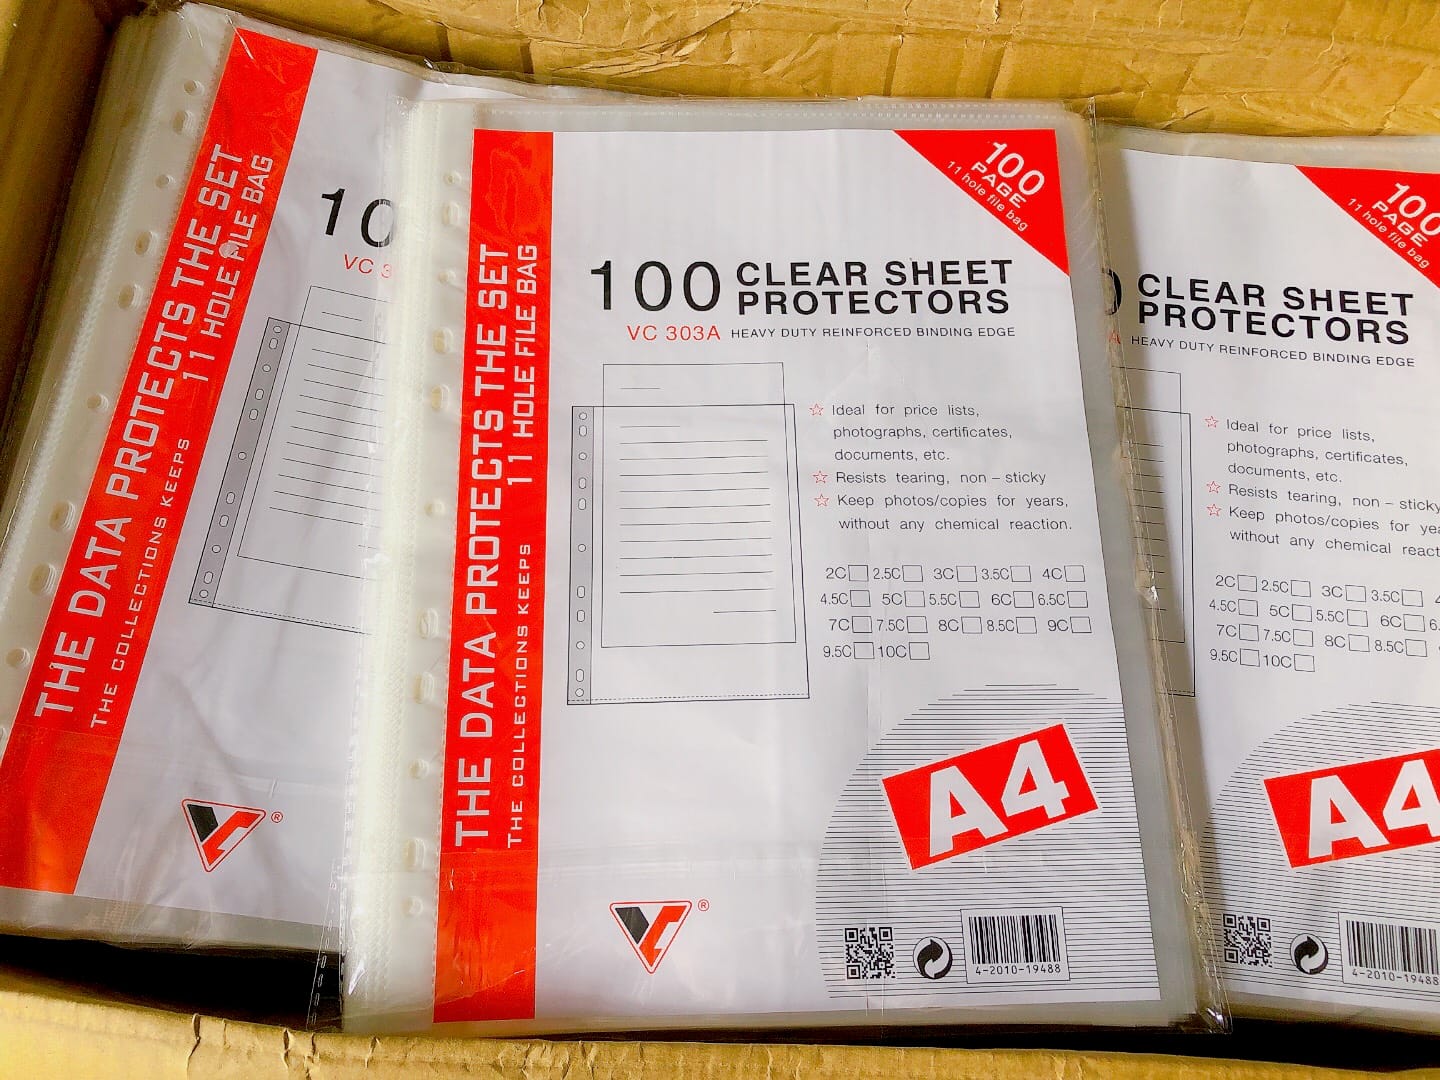 THE DATA PROTECTS THE SET
THE COLLECTIONS KEEPS 11 HOLE FILE BAG
10
VC 3
®
THE DATA PROTECTS THE SET
THE COLLECTIONS KEEPS 11 HOLE FILE BAG
100
PAGE
11 hole file bag
100 CLEAR SHEET
PROTECTORS
VC 303A HEAVY DUTY REINFORCED BINDING EDGE
☆ Ideal for price lists,
photographs, certificates,
documents, etc.
☆ Resists tearing, non – sticky
☆ Keep photos/copies for years,
without any chemical reaction.
2C 2.5C 3C 3.5C 4C
4.5C 5C 5.5C 6C 6.5C
7C 7.5C 8C 8.5C 9C
9.5C 10C
A4
®
4-2010-19488
100
PAGE
11 hole file bag
CLEAR SHEET
PROTECTORS
HEAVY DUTY REINFORCED BINDING EDGE
☆ Ideal for price lists,
photographs, certificates,
documents, etc.
☆ Resists tearing, non – sticky
☆ Keep photos/copies for
without any chemical
2C 2.5C 3C 3.5C
4.5C 5C 5.5C 6C
7C 7.5C 8C 8.5C
9.5C 10C
A4
4-2010-19488